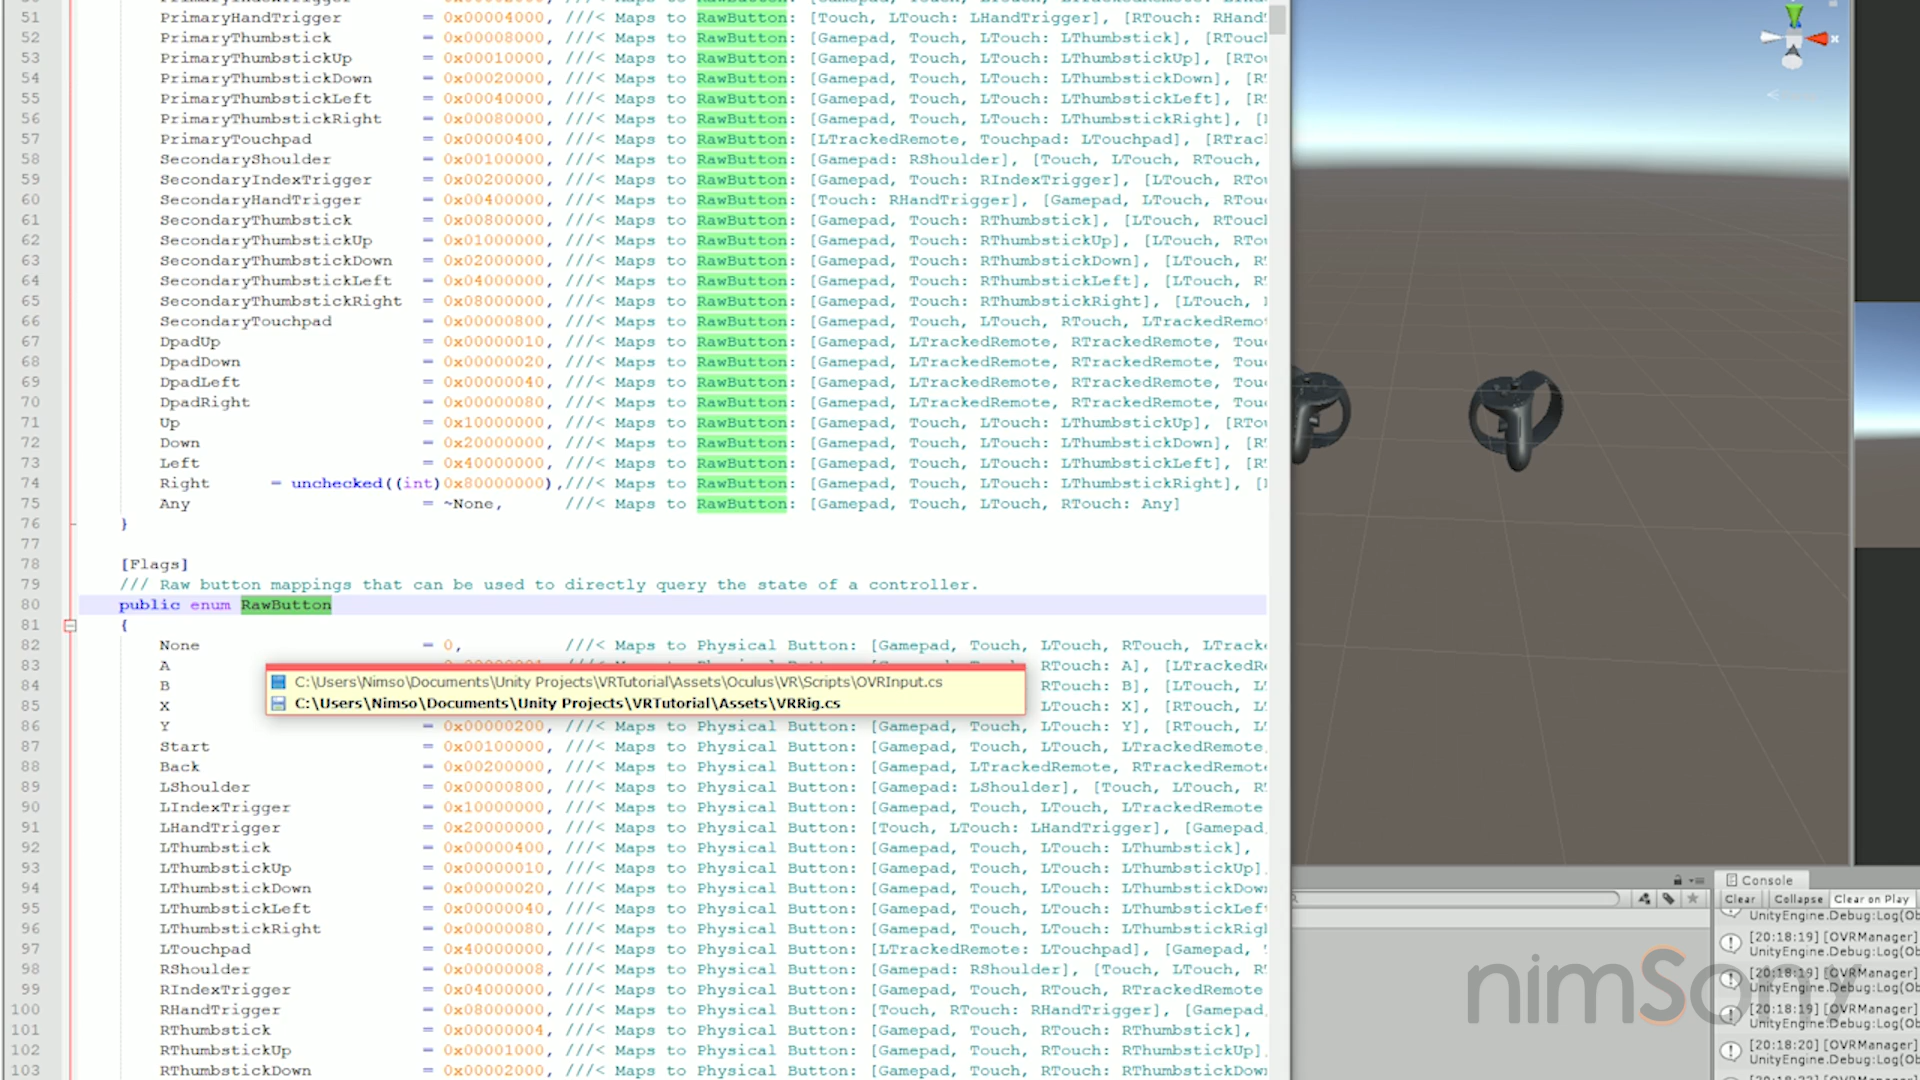 51 PrimaryHandTrigger = 0x00004000, ///< Maps to RawButton: [Touch, LTouch: LHandTrigger], [RTouch: RHand
52 PrimaryThumbstick = 0x00008000, ///< Maps to RawButton: [Gamepad, Touch, LTouch: LThumbstick], [RTouch
53 PrimaryThumbstickUp = 0x00010000, ///< Maps to RawButton: [Gamepad, Touch, LTouch: LThumbstickUp], [RTou
54 PrimaryThumbstickDown = 0x00020000, ///< Maps to RawButton: [Gamepad, Touch, LTouch: LThumbstickDown], [RT
55 PrimaryThumbstickLeft = 0x00040000, ///< Maps to RawButton: [Gamepad, Touch, LTouch: LThumbstickLeft], [R
56 PrimaryThumbstickRight = 0x00080000, ///< Maps to RawButton: [Gamepad, Touch, LTouch: LThumbstickRight], [
57 PrimaryTouchpad = 0x00000400, ///< Maps to RawButton: [LTrackedRemote, Touchpad: LTouchpad], [RTrac
58 SecondaryShoulder = 0x00100000, ///< Maps to RawButton: [Gamepad: RShoulder], [Touch, LTouch, RTouch,
59 SecondaryIndexTrigger = 0x00200000, ///< Maps to RawButton: [Gamepad, Touch: RIndexTrigger], [LTouch, RTo
60 SecondaryHandTrigger = 0x00400000, ///< Maps to RawButton: [Touch: RHandTrigger], [Gamepad, LTouch, RTou
61 SecondaryThumbstick = 0x00800000, ///< Maps to RawButton: [Gamepad, Touch: RThumbstick], [LTouch, RTouch
62 SecondaryThumbstickUp = 0x01000000, ///< Maps to RawButton: [Gamepad, Touch: RThumbstickUp], [LTouch, RTo
63 SecondaryThumbstickDown = 0x02000000, ///< Maps to RawButton: [Gamepad, Touch: RThumbstickDown], [LTouch, R
64 SecondaryThumbstickLeft = 0x04000000, ///< Maps to RawButton: [Gamepad, Touch: RThumbstickLeft], [LTouch, R
65 SecondaryThumbstickRight = 0x08000000, ///< Maps to RawButton: [Gamepad, Touch: RThumbstickRight], [LTouch,
66 SecondaryTouchpad = 0x00000800, ///< Maps to RawButton: [Gamepad, Touch, LTouch, RTouch, LTrackedRemo
67 DpadUp = 0x00000010, ///< Maps to RawButton: [Gamepad, LTrackedRemote, RTrackedRemote, Tou
68 DpadDown = 0x00000020, ///< Maps to RawButton: [Gamepad, LTrackedRemote, RTrackedRemote, Tou
69 DpadLeft = 0x00000040, ///< Maps to RawButton: [Gamepad, LTrackedRemote, RTrackedRemote, Tou
70 DpadRight = 0x00000080, ///< Maps to RawButton: [Gamepad, LTrackedRemote, RTrackedRemote, Tou
71 Up = 0x10000000, ///< Maps to RawButton: [Gamepad, Touch, LTouch: LThumbstickUp], [RTou
72 Down = 0x20000000, ///< Maps to RawButton: [Gamepad, Touch, LTouch: LThumbstickDown], [R
73 Left = 0x40000000, ///< Maps to RawButton: [Gamepad, Touch, LTouch: LThumbstickLeft], [R
74 Right = unchecked((int)0x80000000),///< Maps to RawButton: [Gamepad, Touch, LTouch: LThumbstickRight], [
75 Any = ~None, ///< Maps to RawButton: [Gamepad, Touch, LTouch, RTouch: Any]
76 }
77
78 [Flags]
79 /// Raw button mappings that can be used to directly query the state of a controller.
80 public enum RawButton
81 {
82 None = 0, ///< Maps to Physical Button: [Gamepad, Touch, LTouch, RTouch, LTracke
83 A RTouch: A], [LTrackedR
C:\Users\Nimso\Documents\Unity Projects\VRTutorial\Assets\Oculus\VR\Scripts\OVRInput.cs
84 B RTouch: B], [LTouch, R
C:\Users\Nimso\Documents\Unity Projects\VRTutorial\Assets\VRRig.cs
85 X LTouch: X], [RTouch, L
86 Y = 0x00000200, ///< Maps to Physical Button: [Gamepad, Touch, LTouch: Y], [RTouch, L
87 Start = 0x00100000, ///< Maps to Physical Button: [Gamepad, Touch, LTouch, LTrackedRemote
88 Back = 0x00200000, ///< Maps to Physical Button: [Gamepad, LTrackedRemote, RTrackedRemot
89 LShoulder = 0x00000800, ///< Maps to Physical Button: [Gamepad: LShoulder], [Touch, LTouch, R
90 LIndexTrigger = 0x10000000, ///< Maps to Physical Button: [Gamepad, Touch, LTouch, LTrackedRemote
91 LHandTrigger = 0x20000000, ///< Maps to Physical Button: [Touch, LTouch: LHandTrigger], [Gamepad,
92 LThumbstick = 0x00000400, ///< Maps to Physical Button: [Gamepad, Touch, LTouch: LThumbstick],
93 LThumbstickUp = 0x00000010, ///< Maps to Physical Button: [Gamepad, Touch, LTouch: LThumbstickUp]
94 LThumbstickDown = 0x00000020, ///< Maps to Physical Button: [Gamepad, Touch, LTouch: LThumbstickDow
95 LThumbstickLeft = 0x00000040, ///< Maps to Physical Button: [Gamepad, Touch, LTouch: LThumbstickLef
96 LThumbstickRight = 0x00000080, ///< Maps to Physical Button: [Gamepad, Touch, LTouch: LThumbstickRig
97 LTouchpad = 0x40000000, ///< Maps to Physical Button: [LTrackedRemote: LTouchpad], [Gamepad,
98 RShoulder = 0x00000008, ///< Maps to Physical Button: [Gamepad: RShoulder], [Touch, LTouch, R
99 RIndexTrigger = 0x04000000, ///< Maps to Physical Button: [Gamepad, Touch, RTouch, RTrackedRemote
100 RHandTrigger = 0x08000000, ///< Maps to Physical Button: [Touch, RTouch: RHandTrigger], [Gamepad,
101 RThumbstick = 0x00000004, ///< Maps to Physical Button: [Gamepad, Touch, RTouch: RThumbstick],
102 RThumbstickUp = 0x00001000, ///< Maps to Physical Button: [Gamepad, Touch, RTouch: RThumbstickUp]
103 RThumbstickDown = 0x00002000, ///< Maps to Physical Button: [Gamepad, Touch, RTouch: RThumbstickDow
x
Console
Clear Collapse Clear on Play
UnityEngine.Debug:Log(Ob
[20:18:19] [OVRManager]
UnityEngine.Debug:Log(Ob
[20:18:19] [OVRManager]
UnityEngine.Debug:Log(Ob
[20:18:19] [OVRManager]
UnityEngine.Debug:Log(Ob
[20:18:20] [OVRManager]
UnityEngine.Debug:Log(Ob
nimSony